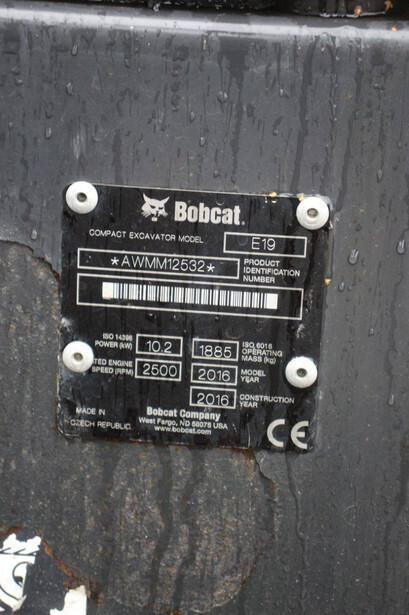 Bobcat.
COMPACT EXCAVATOR MODEL E19
*AWMM12532* PRODUCT IDENTIFICATION NUMBER
ISO 14396 POWER (kW) 10.2 1885 ISO 6016 OPERATING MASS (kg)
SPEED (RPM) 2500 2016 MODEL YEAR
2016 CONSTRUCTION YEAR
MADE IN CZECH REPUBLIC
Bobcat Company
West Fargo, ND 58078 USA
www.bobcat.com
CE